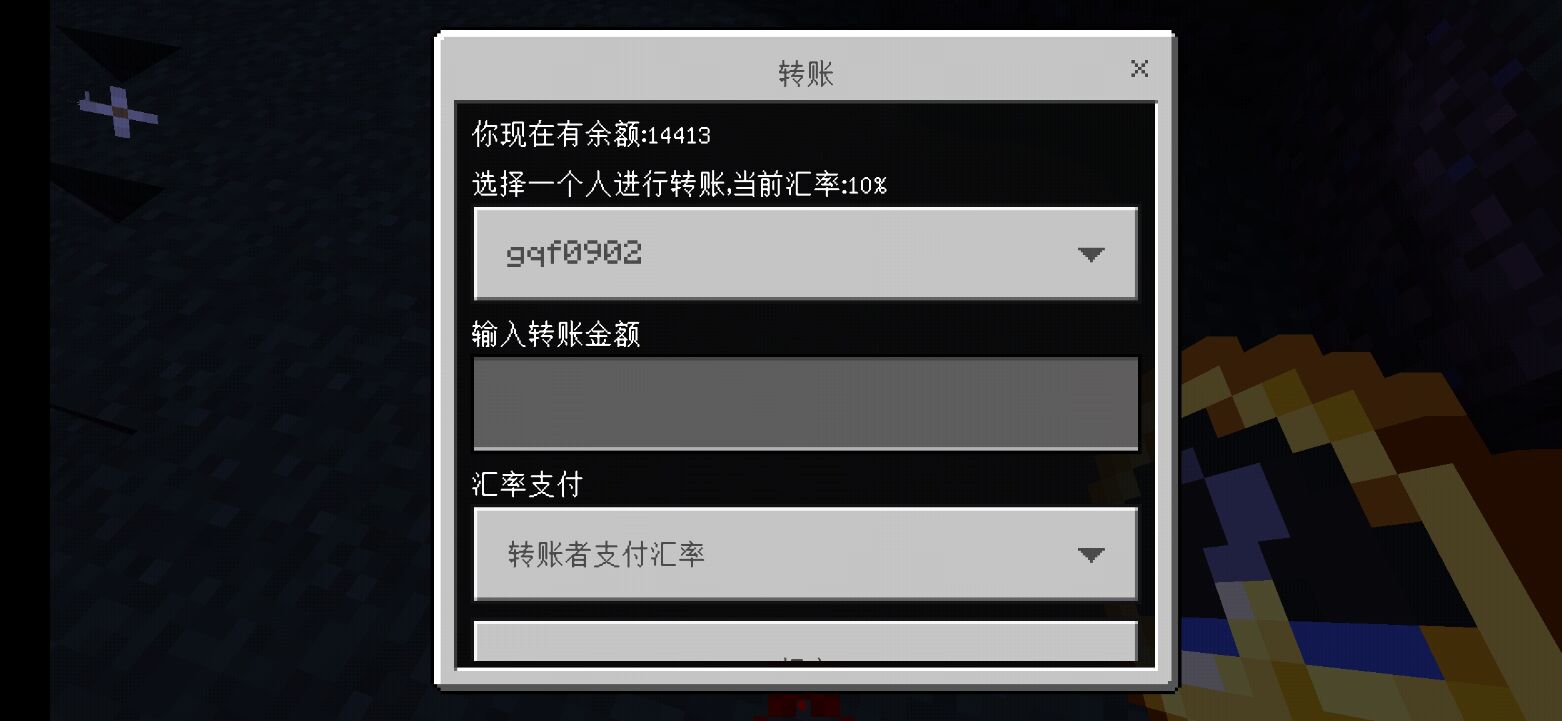 转账
你现在有余额:14413
选择一个人进行转账,当前汇率:10%
gqf0902
输入转账金额
汇率支付
转账者支付汇率